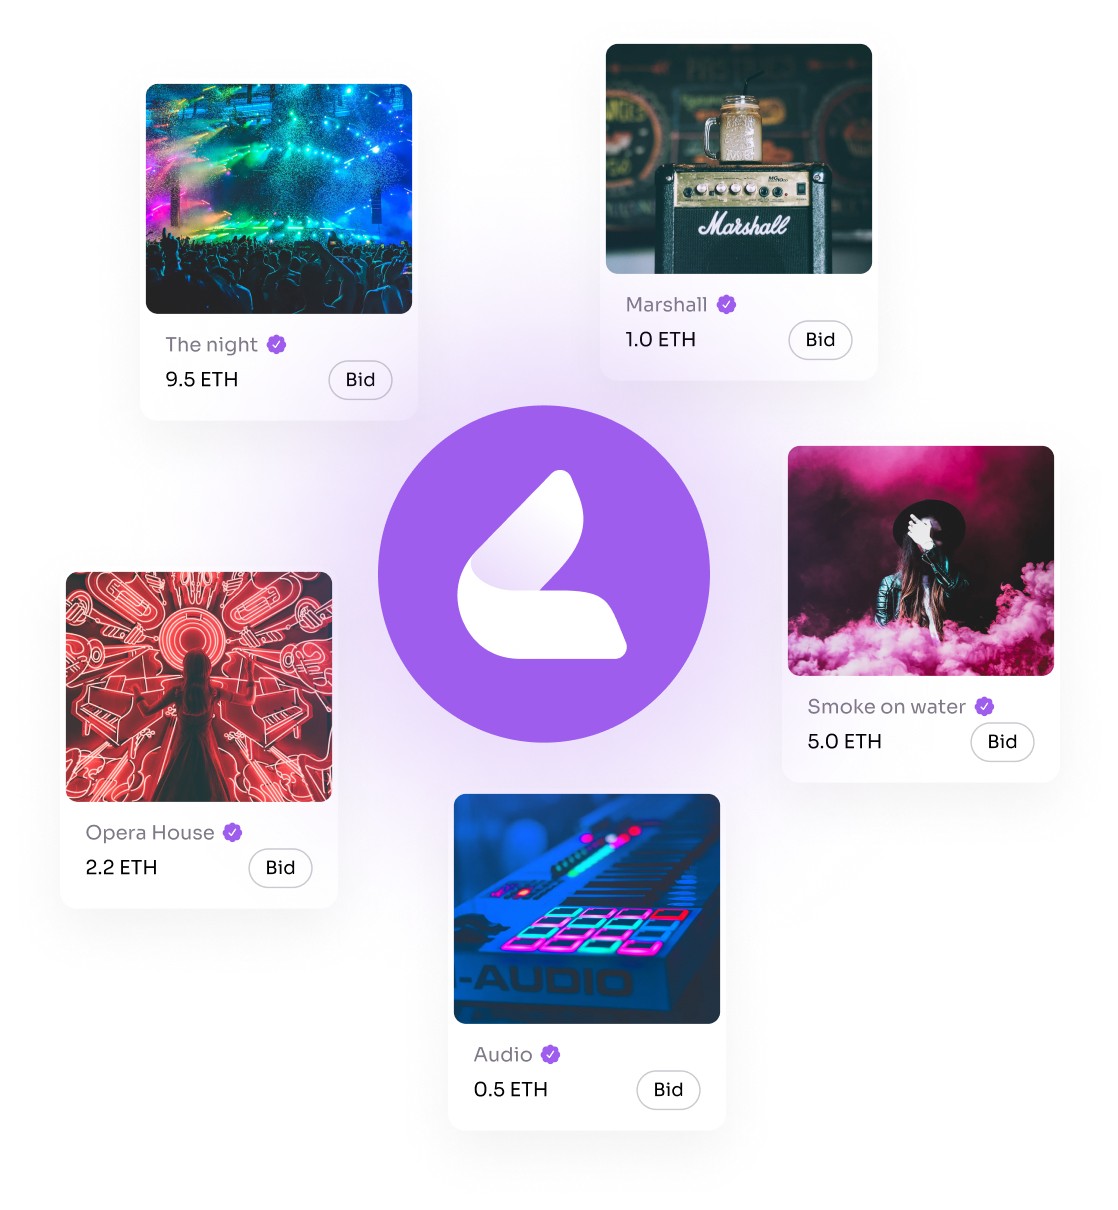 The night
9.5 ETH
Bid
MG
Marshall
Marshall
1.0 ETH
Bid
Smoke on water
5.0 ETH
Bid
Opera House
2.2 ETH
Bid
-AUDIO
Audio
0.5 ETH
Bid